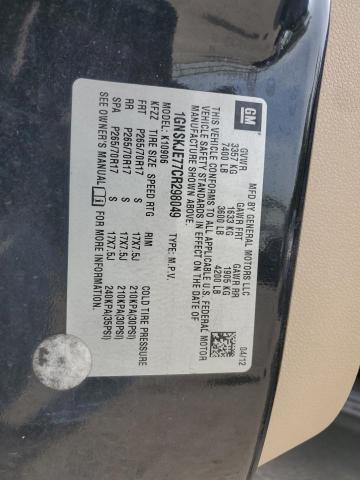 GM
MFD BY GENERAL MOTORS LLC
04/12
GVWR GAWR FRT GAWR RR
3357 KG 1633 KG 1905 KG
7400 LB 3600 LB 4200 LB
THIS VEHICLE CONFORMS TO ALL APPLICABLE U.S. FEDERAL MOTOR
VEHICLE SAFETY STANDARDS IN EFFECT ON THE DATE OF
MANUFACTURE SHOWN ABOVE.
1GNSKJE77CR298049 TYPE: M.P.V.
K10906
KFZZ TIRE SIZE SPEED RTG RIM COLD TIRE PRESSURE
FRT P265/70R17 S 17X7.5J 210KPA(30PSI)
RR P265/70R17 S 17X7.5J 210KPA(30PSI)
SPA P265/70R17 S 17X7.5J 240KPA(35PSI)
SEE OWNER'S MANUAL